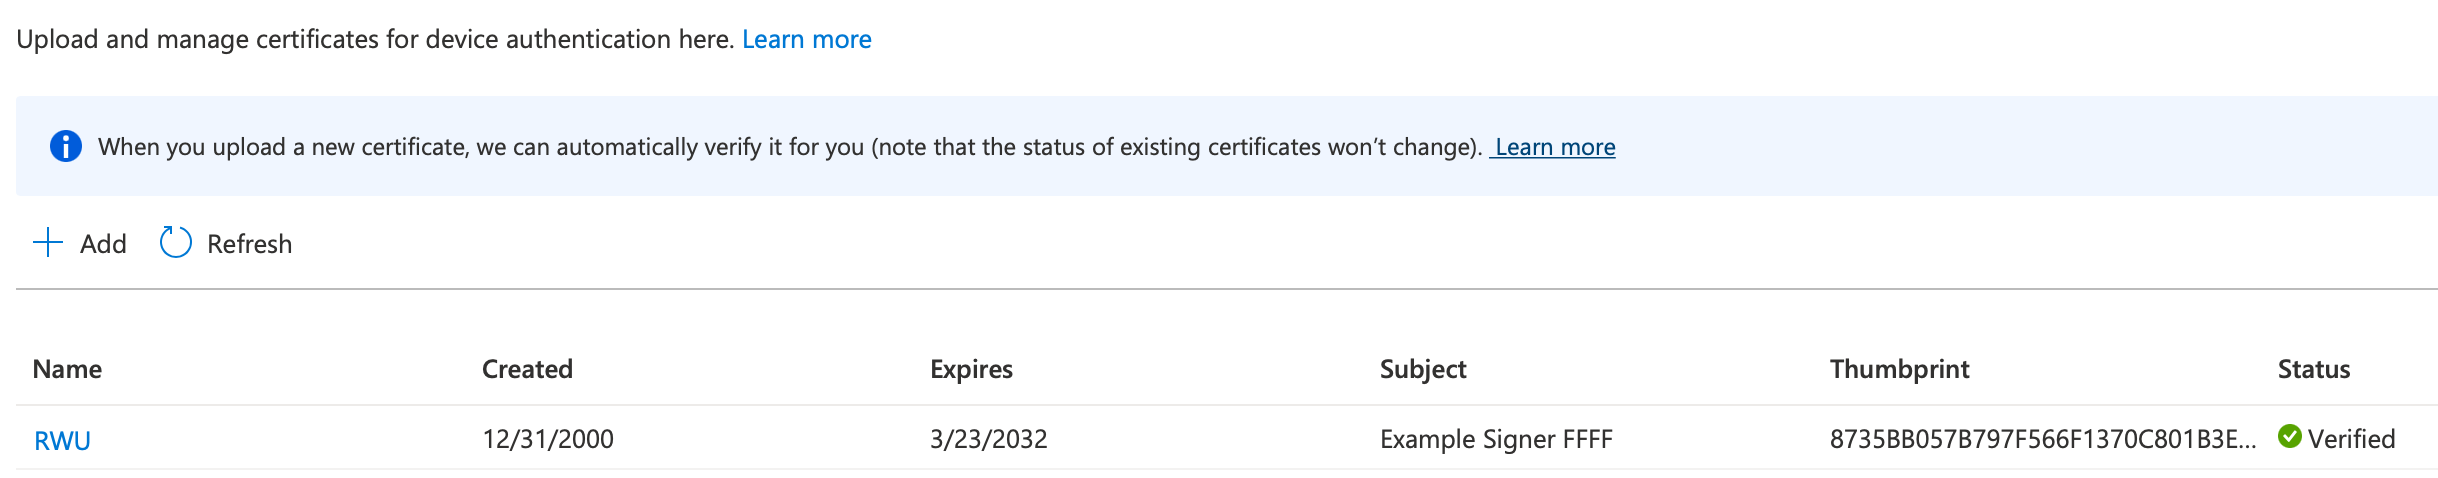 Upload and manage certificates for device authentication here. Learn more
When you upload a new certificate, we can automatically verify it for you (note that the status of existing certificates won’t change). Learn more
Add Refresh
Name Created Expires Subject Thumbprint Status
RWU 12/31/2000 3/23/2032 Example Signer FFFF 8735BB057B797F566F1370C801B3E... Verified